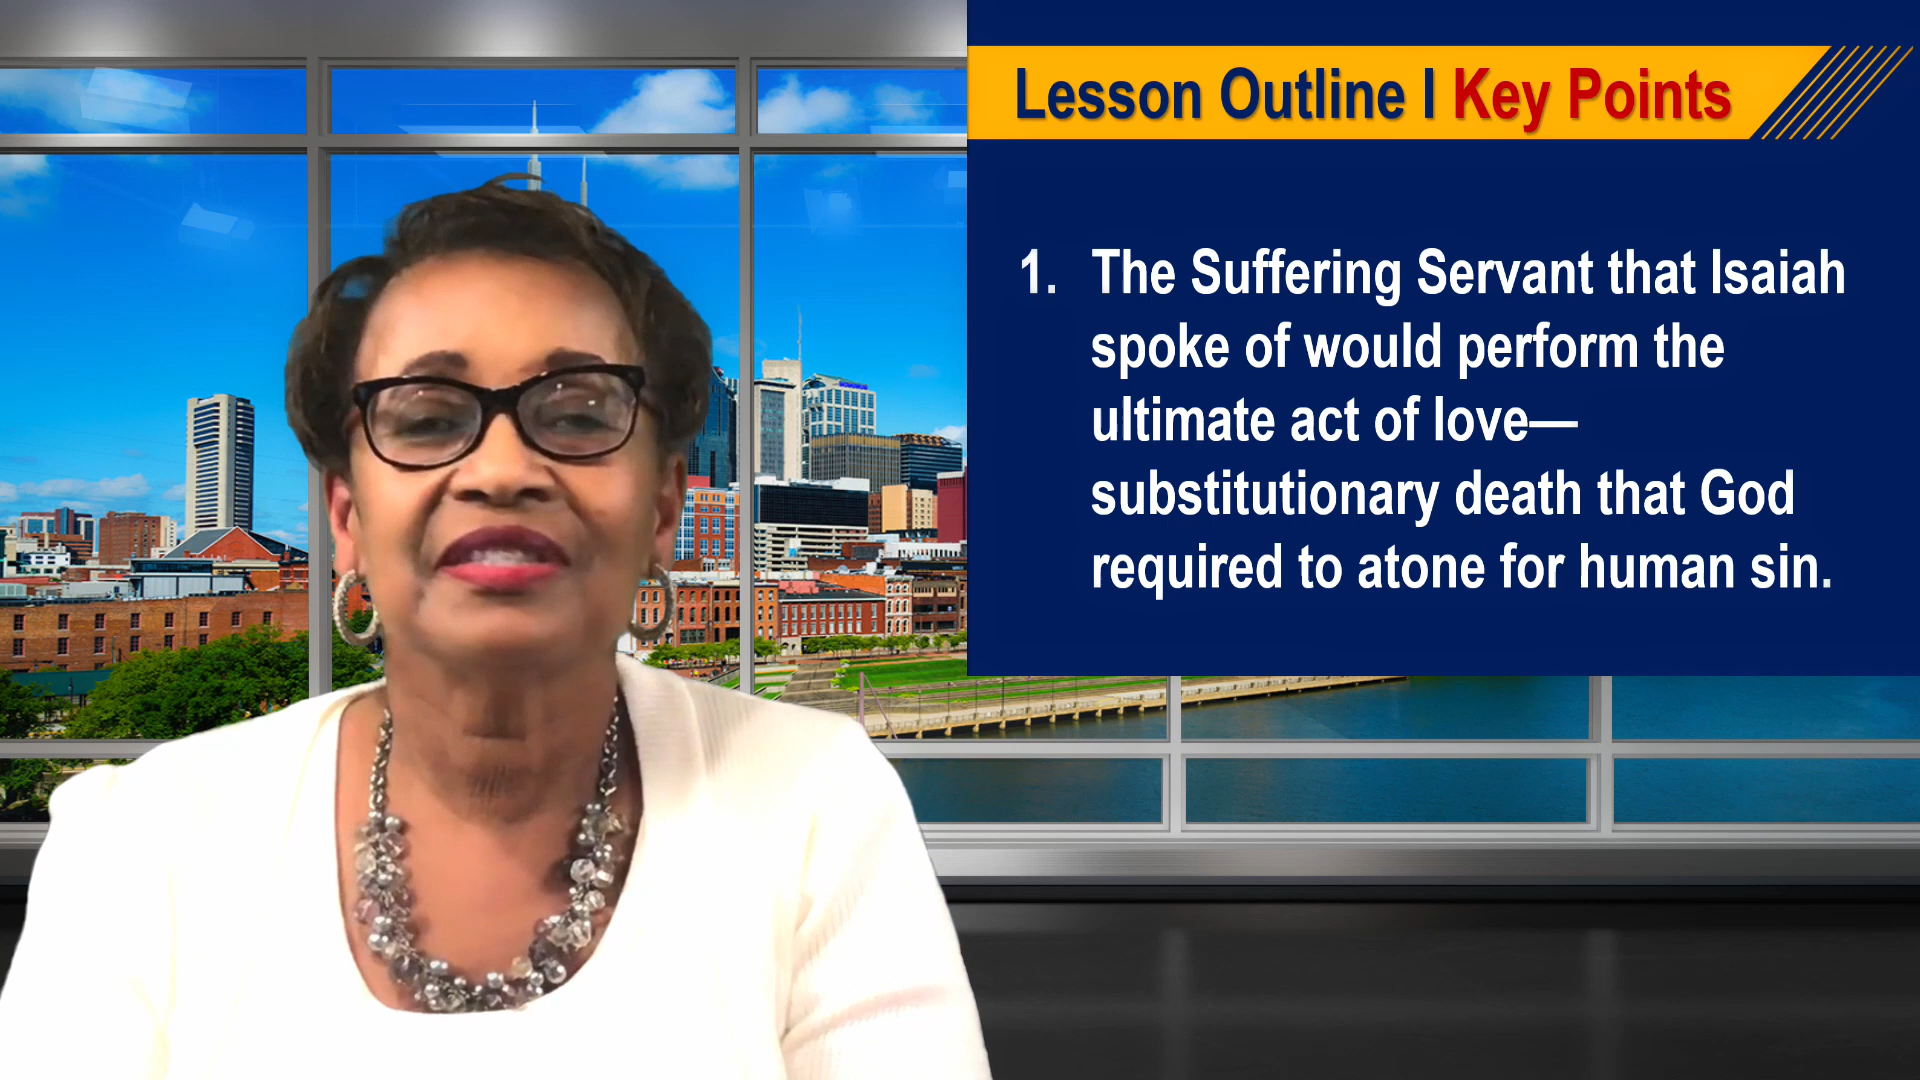 Lesson Outline I Key Points
1. The Suffering Servant that Isaiah
spoke of would perform the
ultimate act of love—
substitutionary death that God
required to atone for human sin.